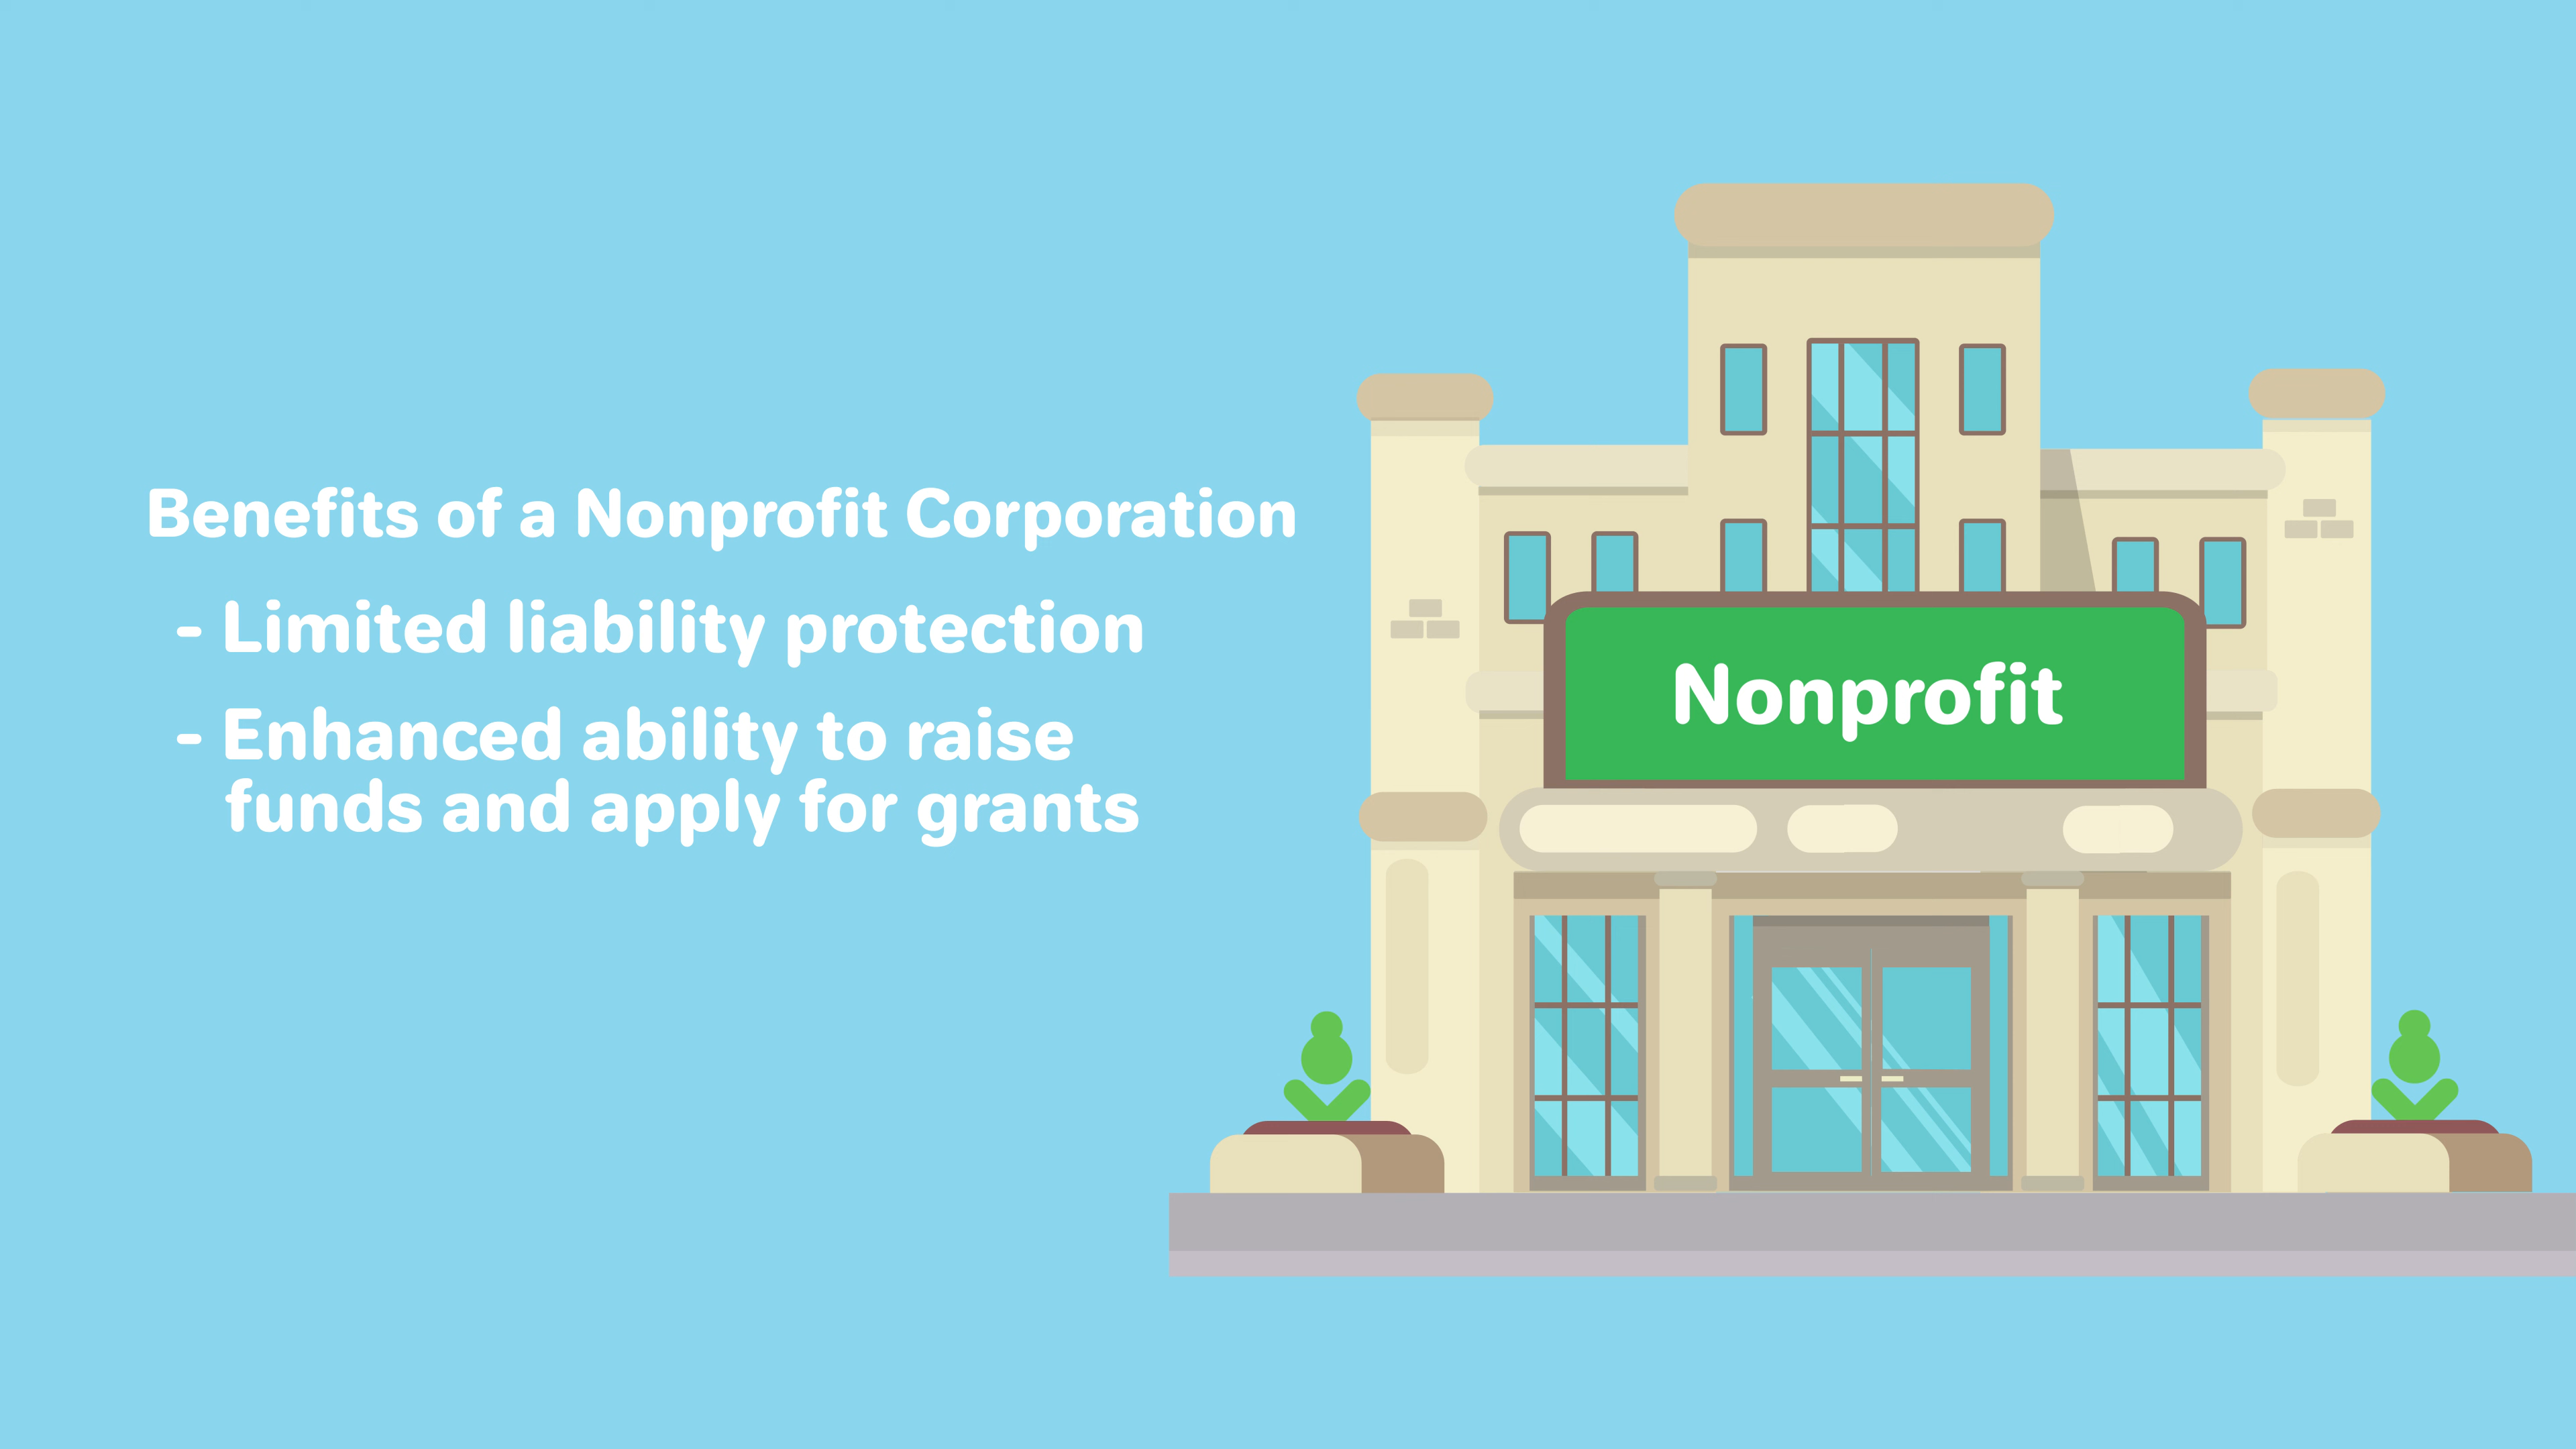 Benefits of a Nonprofit Corporation
- Limited liability protection
- Enhanced ability to raise
funds and apply for grants
Nonprofit